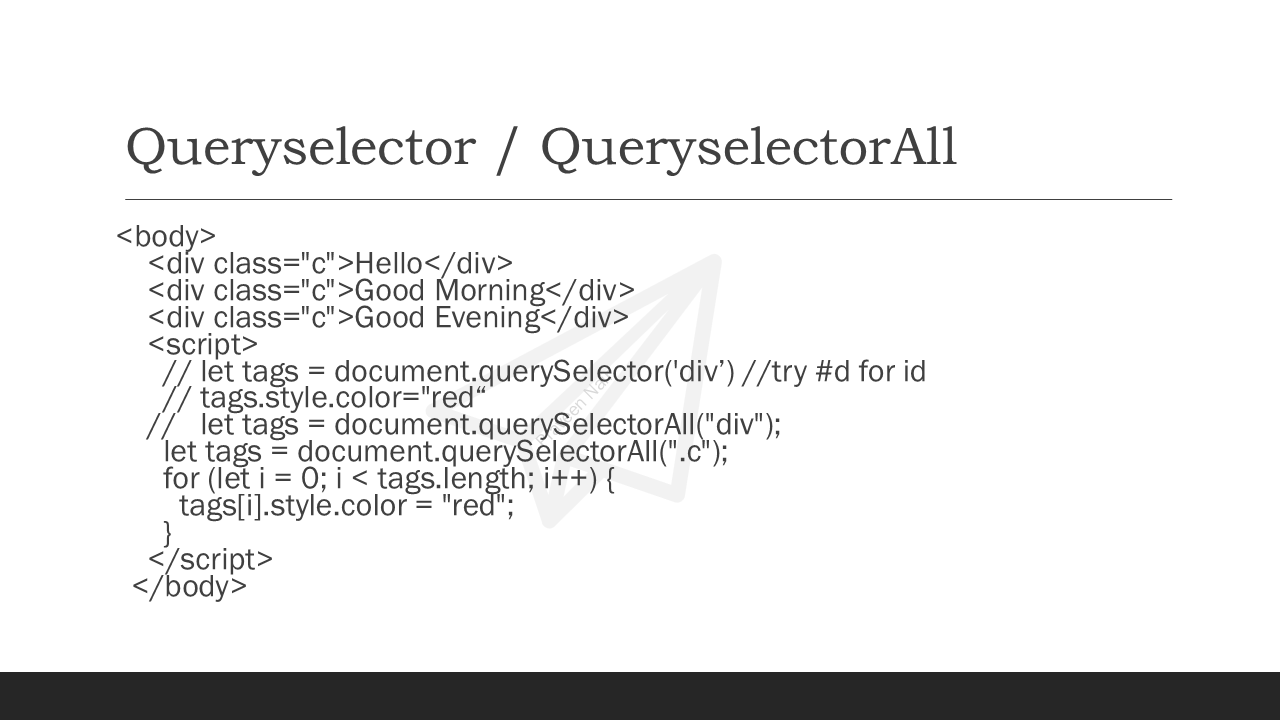 Queryselector / QueryselectorAll
<body>
<div class="c">Hello</div>
<div class="c">Good Morning</div>
<div class="c">Good Evening</div>
<script>
// let tags = document.querySelector('div’) //try #d for id
// tags.style.color="red“
//   let tags = document.querySelectorAll("div");
let tags = document.querySelectorAll(".c");
for (let i = 0; i < tags.length; i++) {
tags[i].style.color = "red";
}
</script>
</body>